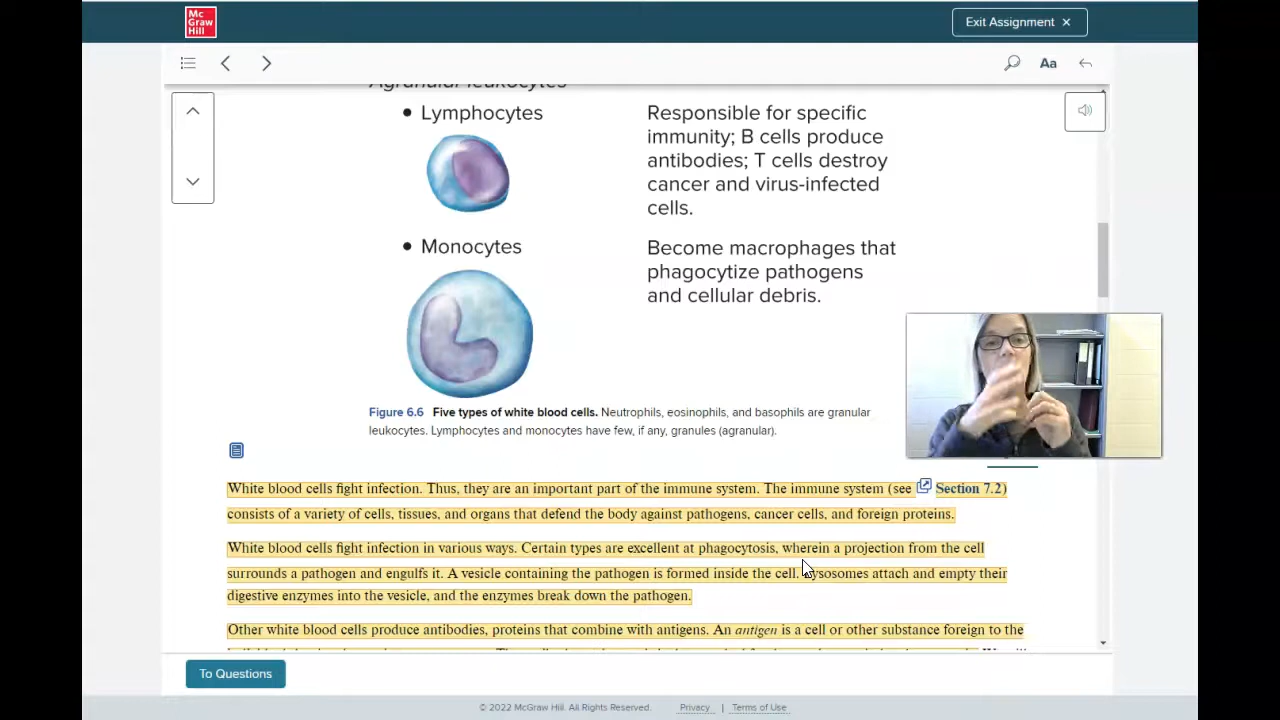 Mc
Graw
Hill
Exit Assignment ×
Aa
Agranular leukocytes
• Lymphocytes
Responsible for specific
immunity; B cells produce
antibodies; T cells destroy
cancer and virus-infected
cells.
• Monocytes
Become macrophages that
phagocytize pathogens
and cellular debris.
Figure 6.6 Five types of white blood cells. Neutrophils, eosinophils, and basophils are granular
leukocytes. Lymphocytes and monocytes have few, if any, granules (agranular).
White blood cells fight infection. Thus, they are an important part of the immune system. The immune system (see Section 7.2)
consists of a variety of cells, tissues, and organs that defend the body against pathogens, cancer cells, and foreign proteins.
White blood cells fight infection in various ways. Certain types are excellent at phagocytosis, wherein a projection from the cell
surrounds a pathogen and engulfs it. A vesicle containing the pathogen is formed inside the cell. Lysosomes attach and empty their
digestive enzymes into the vesicle, and the enzymes break down the pathogen.
Other white blood cells produce antibodies, proteins that combine with antigens. An antigen is a cell or other substance foreign to the
To Questions
© 2022 McGraw Hill. All Rights Reserved. Privacy | Terms of Use